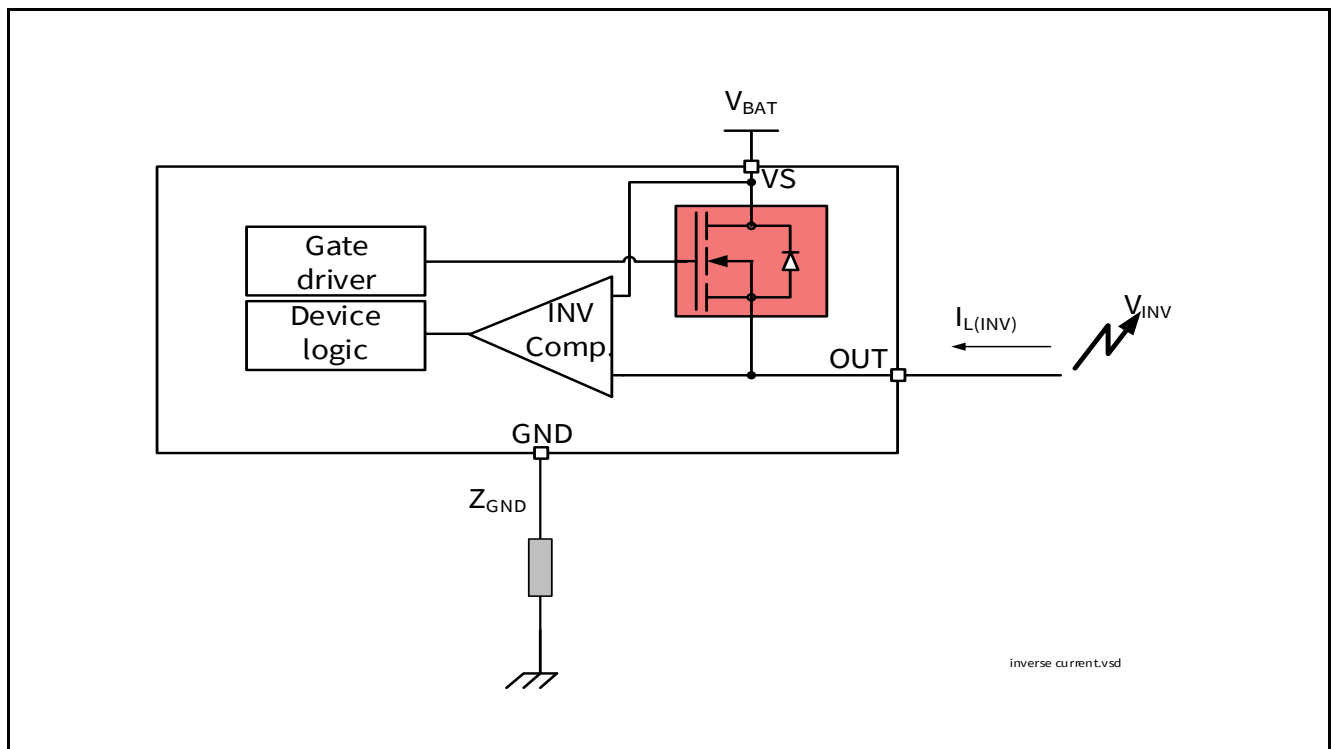 VBAT
VS
Gate
driver
Device
logic
INV
Comp.
IL(INV)
VINV
OUT
GND
ZGND
inverse current.vsd